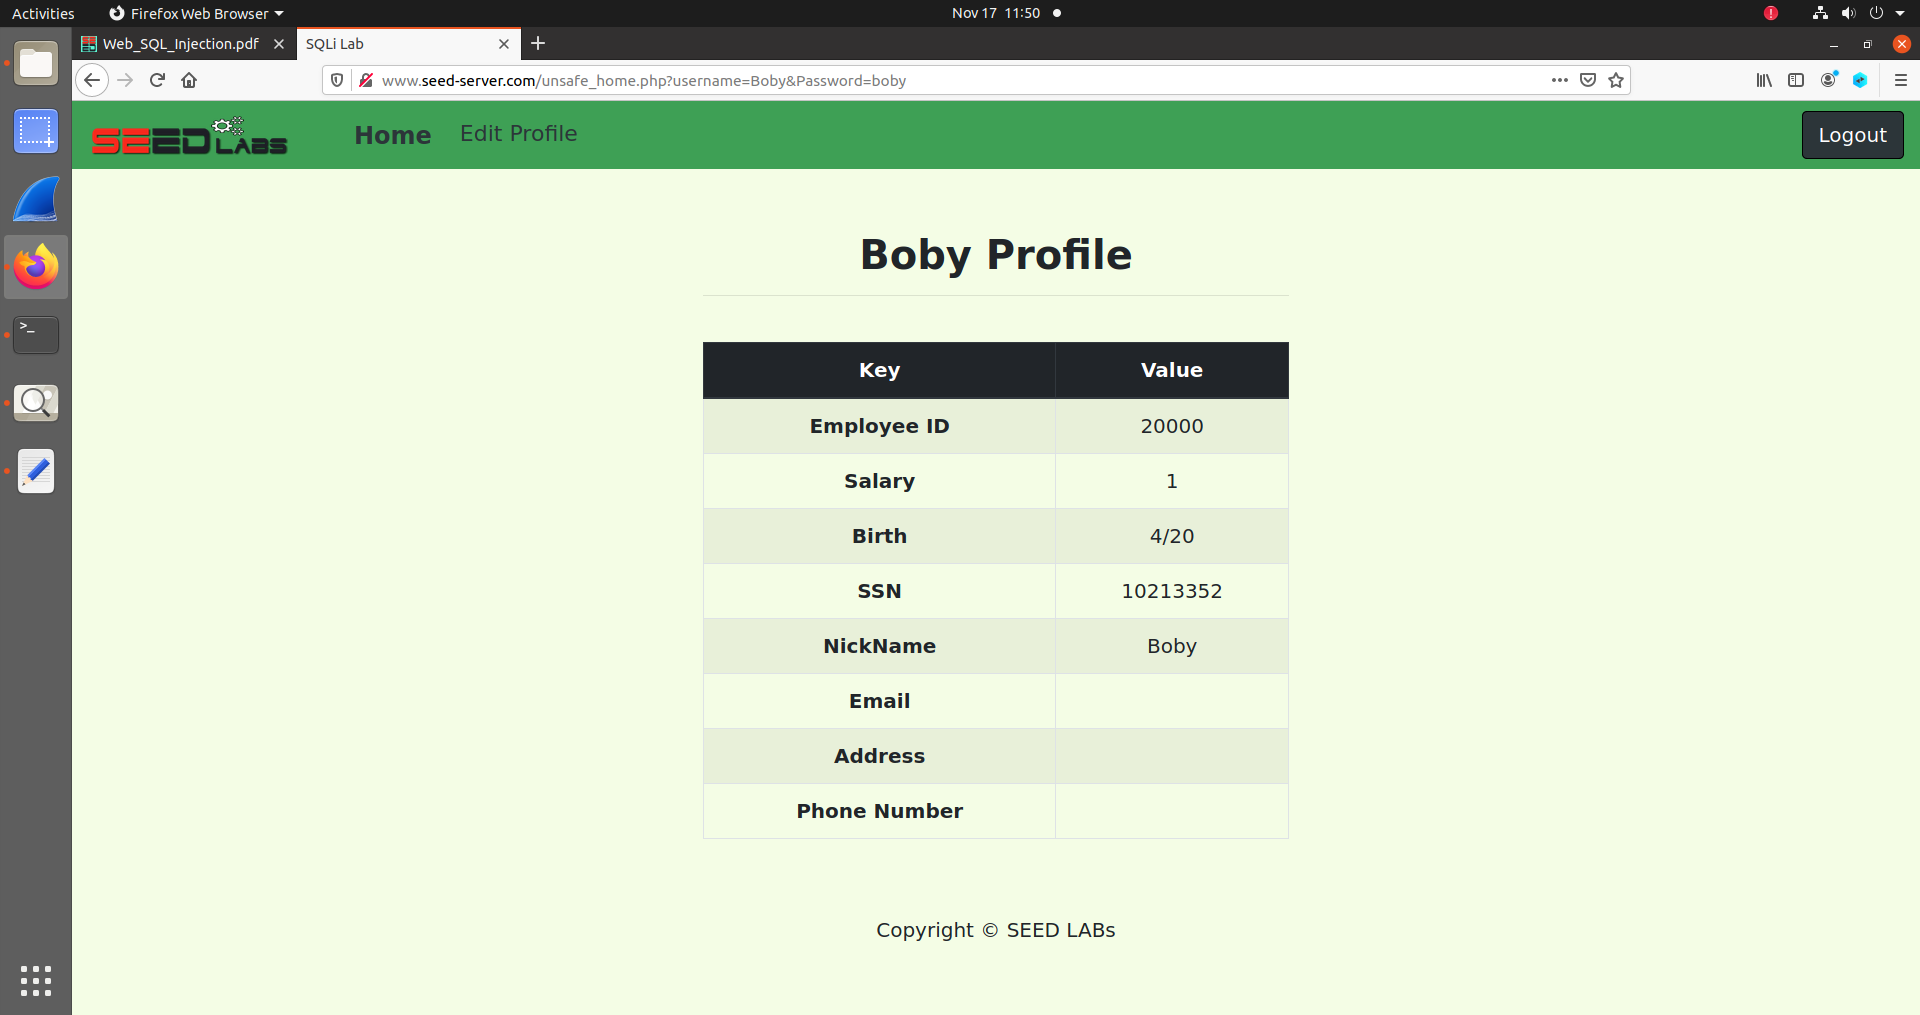 Activities Firefox Web Browser Nov 17 11:50
Web_SQL_Injection.pdf SQLi Lab
www.seed-server.com/unsafe_home.php?username=Boby&Password=boby
SEED LABS Home Edit Profile Logout
Boby Profile
Key Value
Employee ID 20000
Salary 1
Birth 4/20
SSN 10213352
NickName Boby
Email
Address
Phone Number
Copyright © SEED LABs